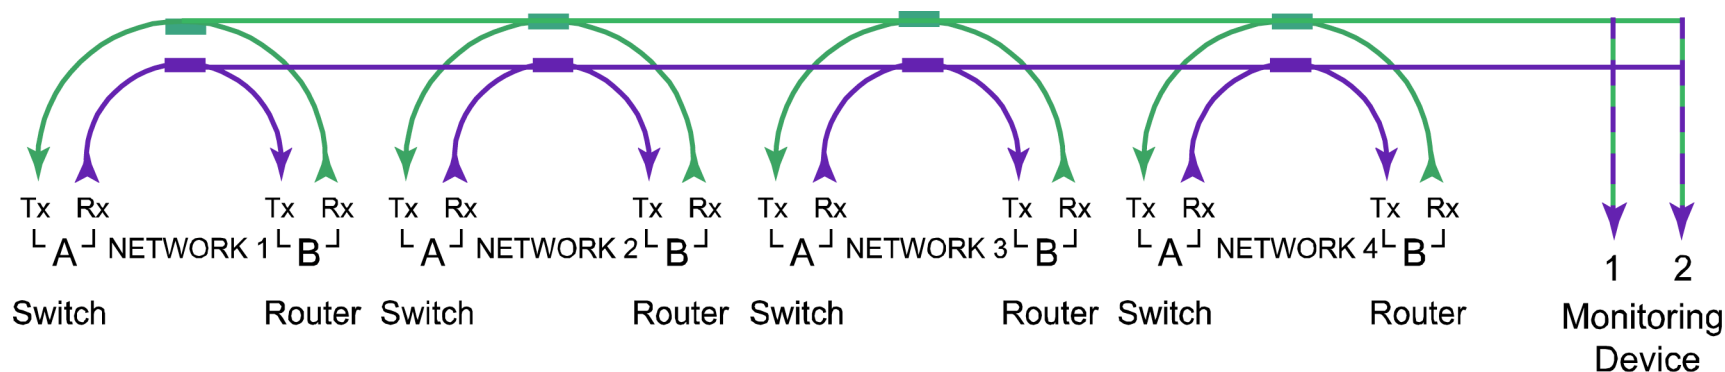 Tx Rx Tx Rx Tx Rx Tx Rx Tx Rx Tx Rx Tx Rx Tx Rx
A NETWORK 1 B A NETWORK 2 B A NETWORK 3 B A NETWORK 4 B
1 2
Switch Router Switch Router Switch Router Switch Router Monitoring
Device